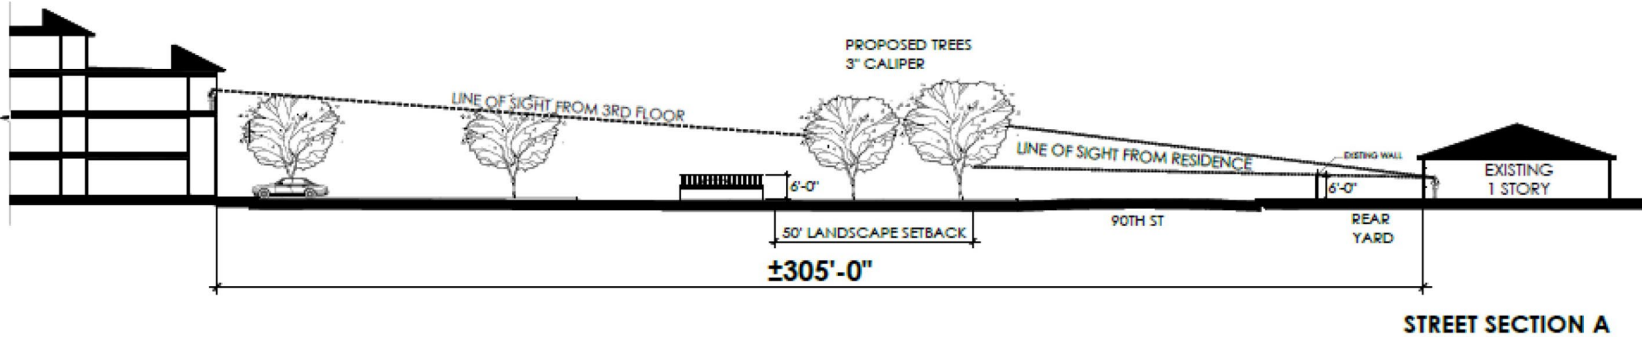 PROPOSED TREES
3" CALIPER
LINE OF SIGHT FROM 3RD FLOOR
LINE OF SIGHT FROM RESIDENCE
EXISTING WALL
EXISTING
1 STORY
6'-0"
6'-0"
90TH ST
REAR
YARD
50' LANDSCAPE SETBACK
±305'-0"
STREET SECTION A